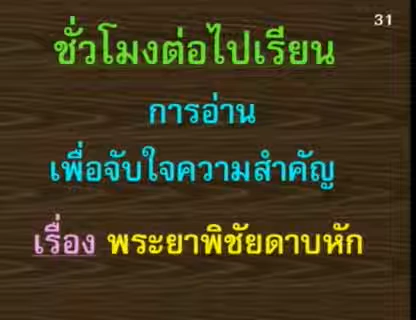 31
ชั่วโมงต่อไปเรียน
การอ่าน
เพื่อจับใจความสำคัญ
เรื่อง พระยาพิชัยดาบหัก